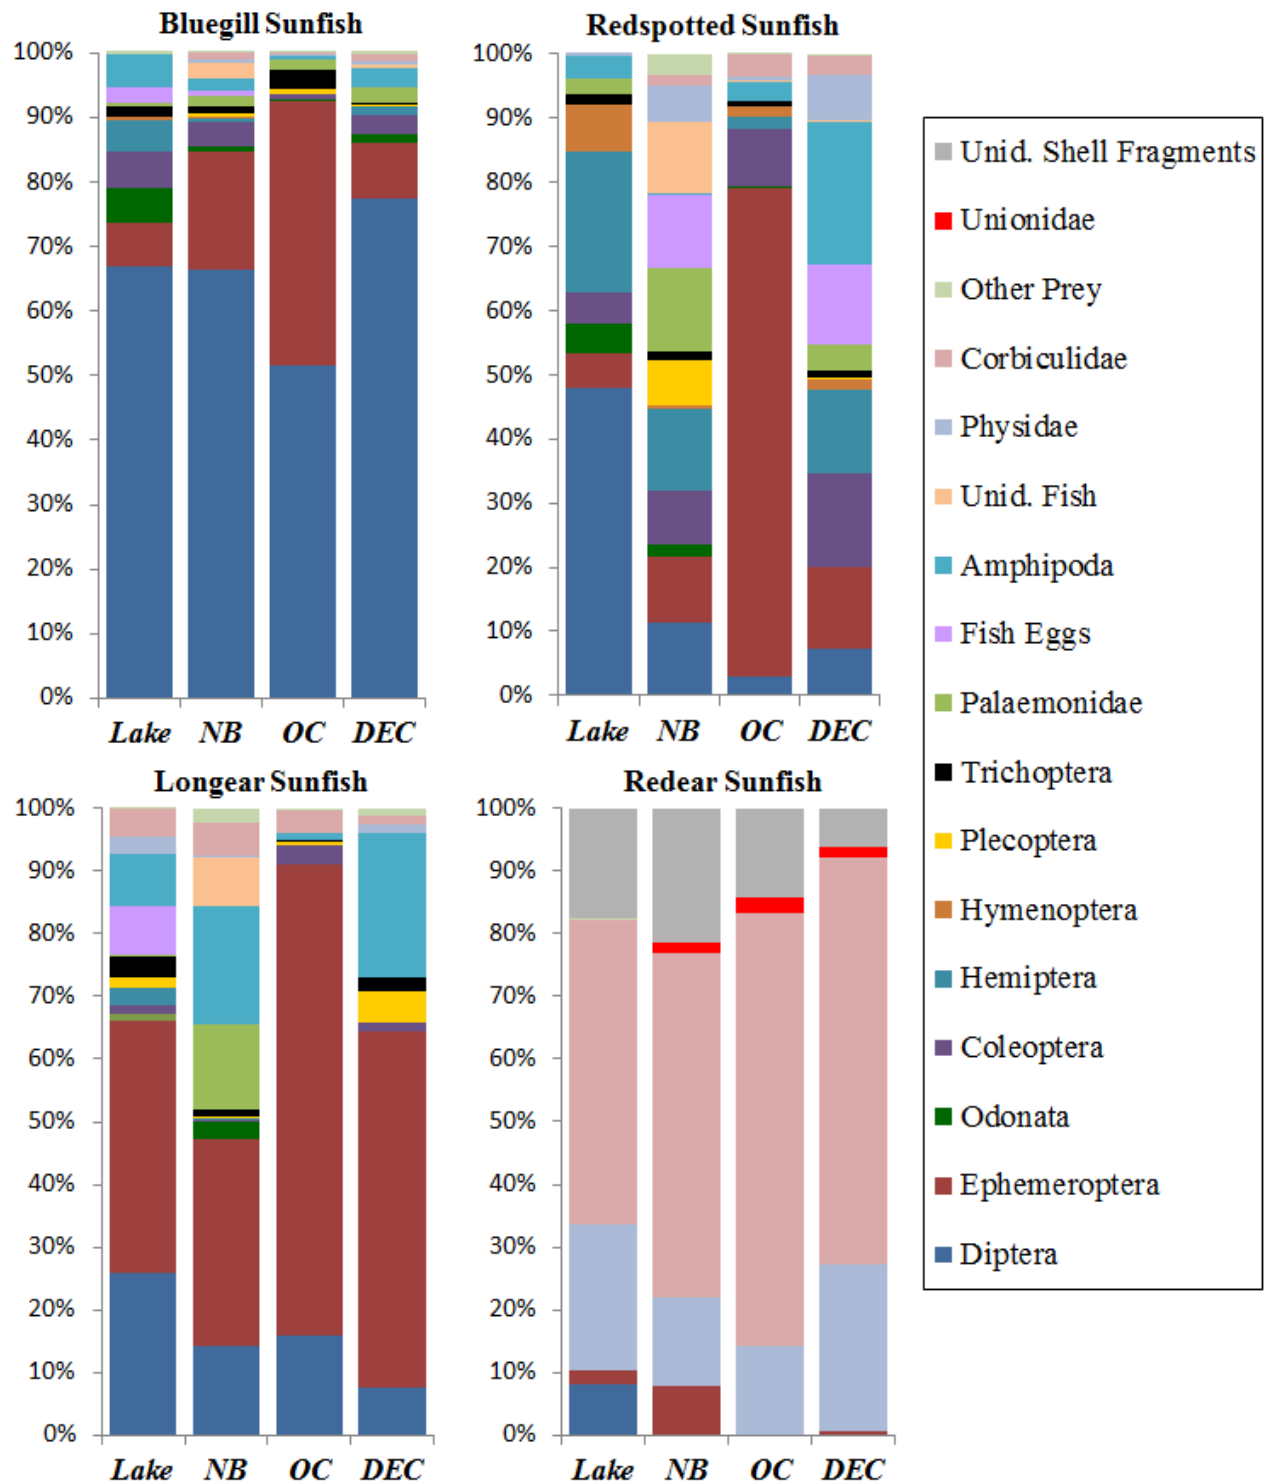 Bluegill Sunfish
100%
90%
80%
70%
60%
50%
40%
30%
20%
10%
0%
Lake NB OC DEC
Redspotted Sunfish
100%
90%
80%
70%
60%
50%
40%
30%
20%
10%
0%
Lake NB OC DEC
Longear Sunfish
100%
90%
80%
70%
60%
50%
40%
30%
20%
10%
0%
Lake NB OC DEC
Redear Sunfish
100%
90%
80%
70%
60%
50%
40%
30%
20%
10%
0%
Lake NB OC DEC
Unid. Shell Fragments
Unionidae
Other Prey
Corbiculidae
Physidae
Unid. Fish
Amphipoda
Fish Eggs
Palaemonidae
Trichoptera
Plecoptera
Hymenoptera
Hemiptera
Coleoptera
Odonata
Ephemeroptera
Diptera